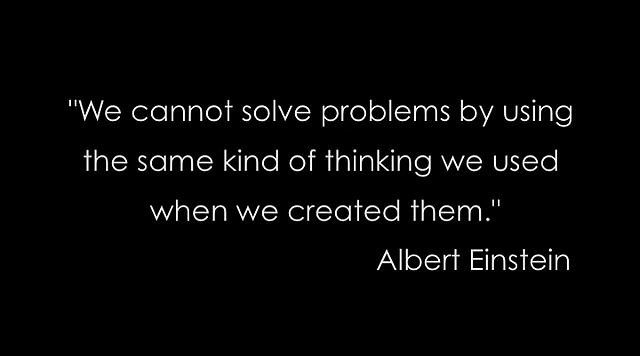 "We cannot solve problems by using
the same kind of thinking we used
when we created them."
Albert Einstein